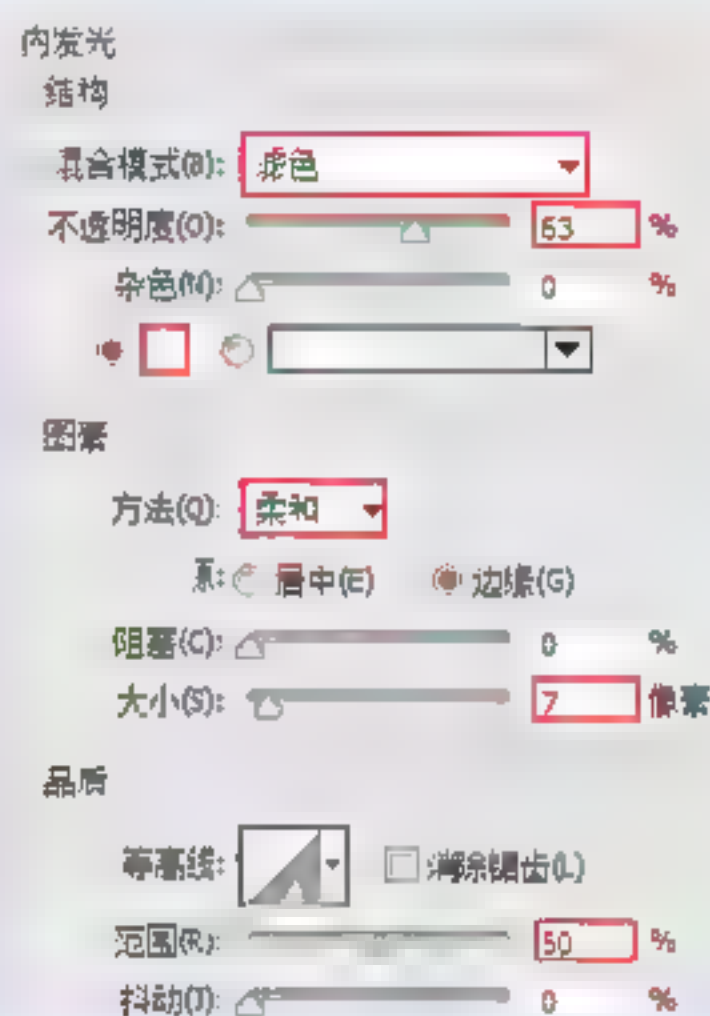 内发光
结构
混合模式(B): 滤色
不透明度(O): 63 %
杂色(N): 0 %
图素
方法(Q): 柔和
源: 居中(E) 边缘(G)
阻塞(C): 0 %
大小(S): 7 像素
品质
等高线: 消除锯齿(L)
范围(R): 50 %
抖动(J): 0 %